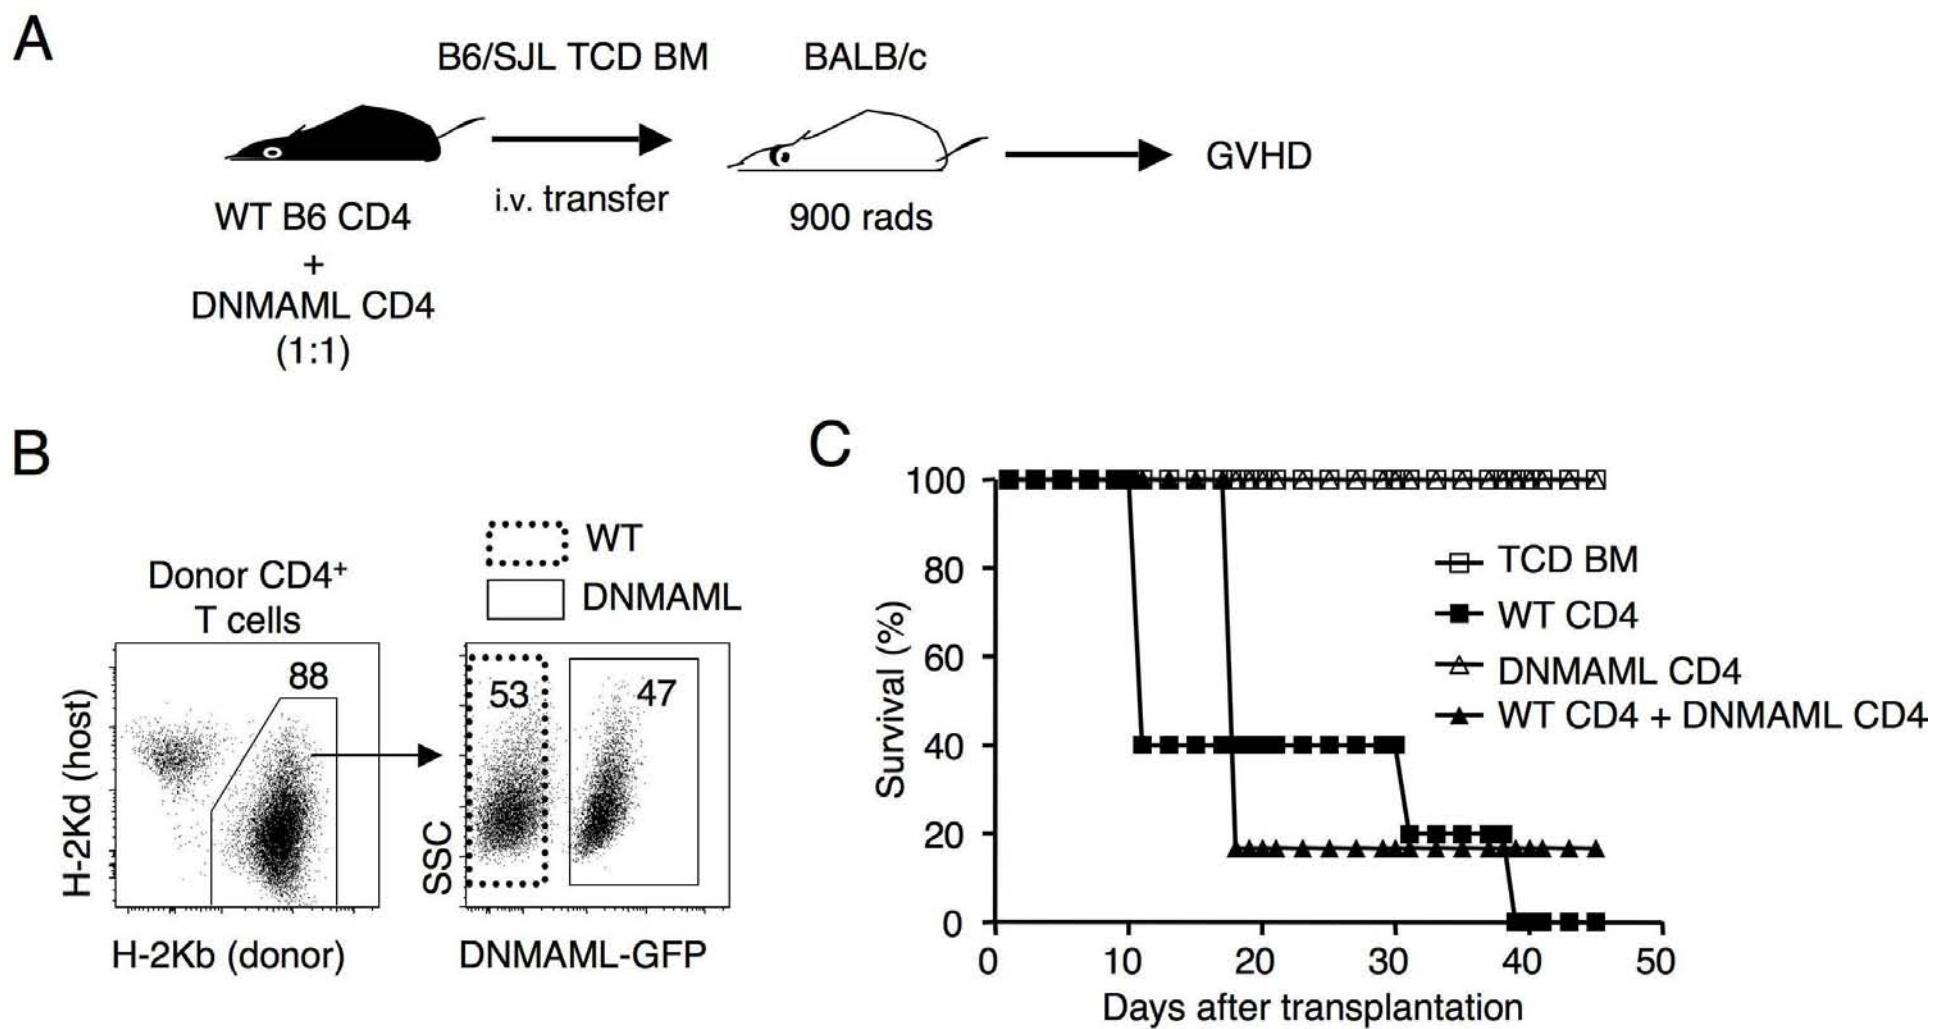 A
B6/SJL TCD BM
BALB/c
WT B6 CD4
+
DNMAML CD4
(1:1)
i.v. transfer
900 rads
GVHD
B
Donor CD4+
T cells
88
H-2Kd (host)
H-2Kb (donor)
WT
DNMAML
53
47
SSC
DNMAML-GFP
C
100
80
60
40
20
0
Survival (%)
0 10 20 30 40 50
Days after transplantation
TCD BM
WT CD4
DNMAML CD4
WT CD4 + DNMAML CD4